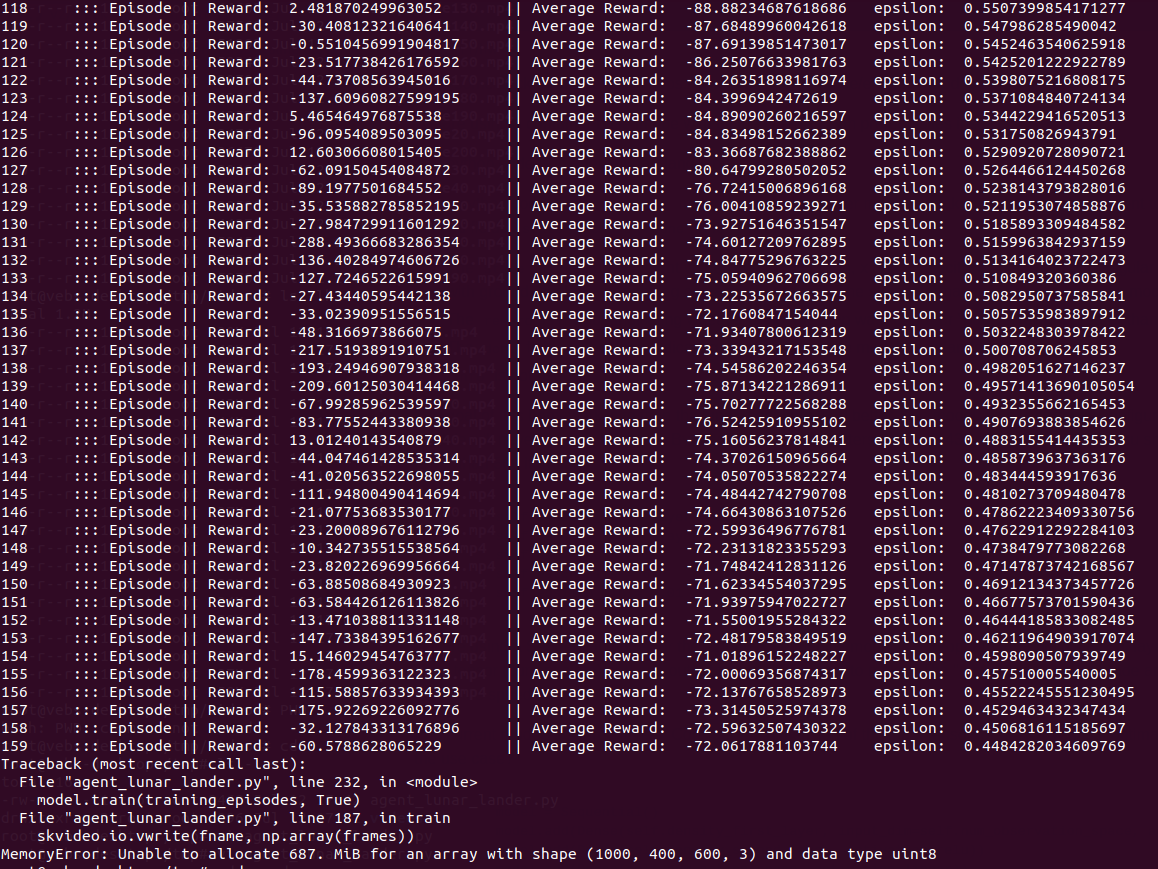 118 ::: Episode || Reward: 2.481870249963052 || Average Reward: -88.88234687618686 epsilon: 0.5507399854171277
119 ::: Episode || Reward: -30.40812321640641 || Average Reward: -87.68489960042618 epsilon: 0.547986285490042
120 ::: Episode || Reward: -0.5510456991904817 || Average Reward: -87.69139851473017 epsilon: 0.5452463540625918
121 ::: Episode || Reward: -23.517738426176592 || Average Reward: -86.25076633981763 epsilon: 0.5425201222922789
122 ::: Episode || Reward: -44.73708563945016 || Average Reward: -84.26351898116974 epsilon: 0.5398075216808175
123 ::: Episode || Reward: -137.60960827599195 || Average Reward: -84.3996942472619 epsilon: 0.5371084840724134
124 ::: Episode || Reward: 5.465464976875538 || Average Reward: -84.89090260216597 epsilon: 0.5344229416520513
125 ::: Episode || Reward: -96.0954089503095 || Average Reward: -84.83498152662389 epsilon: 0.531750826943791
126 ::: Episode || Reward: 12.60306608015405 || Average Reward: -83.36687682388862 epsilon: 0.5290920728090721
127 ::: Episode || Reward: -62.09150454084872 || Average Reward: -80.64799280502052 epsilon: 0.5264466124450268
128 ::: Episode || Reward: -89.1977501684552 || Average Reward: -76.72415006896168 epsilon: 0.5238143793828016
129 ::: Episode || Reward: -35.535882785852195 || Average Reward: -76.00410859239271 epsilon: 0.5211953074858876
130 ::: Episode || Reward: -27.984729911601292 || Average Reward: -73.92751646351547 epsilon: 0.5185893309484582
131 ::: Episode || Reward: -288.49366683286354 || Average Reward: -74.60127209762895 epsilon: 0.5159963842937159
132 ::: Episode || Reward: -136.40284974606726 || Average Reward: -74.84775296763225 epsilon: 0.5134164023722473
133 ::: Episode || Reward: -127.7246522615991 || Average Reward: -75.05940962706698 epsilon: 0.510849320360386
134 ::: Episode || Reward: -27.43440595442138 || Average Reward: -73.22535672663575 epsilon: 0.5082950737585841
135 ::: Episode || Reward: -33.02390951556515 || Average Reward: -72.1760847154044 epsilon: 0.5057535983897912
136 ::: Episode || Reward: -48.3166973866075 || Average Reward: -71.93407800612319 epsilon: 0.5032248303978422
137 ::: Episode || Reward: -217.5193891910751 || Average Reward: -73.33943217153548 epsilon: 0.500708706245853
138 ::: Episode || Reward: -193.24946907938318 || Average Reward: -74.54586202246354 epsilon: 0.4982051627146237
139 ::: Episode || Reward: -209.60125030414468 || Average Reward: -75.87134221286911 epsilon: 0.49571413690105054
140 ::: Episode || Reward: -67.99285962539597 || Average Reward: -75.70277722568288 epsilon: 0.4932355662165453
141 ::: Episode || Reward: -83.77552443380938 || Average Reward: -76.52425910955102 epsilon: 0.4907693883854626
142 ::: Episode || Reward: 13.01240143540879 || Average Reward: -75.16056237814841 epsilon: 0.4883155414435353
143 ::: Episode || Reward: -44.047461428535314 || Average Reward: -74.37026150965664 epsilon: 0.4858739637363176
144 ::: Episode || Reward: -41.020563522698055 || Average Reward: -74.05070535822274 epsilon: 0.483444593917636
145 ::: Episode || Reward: -111.94800490414694 || Average Reward: -74.48442742790708 epsilon: 0.4810273709480478
146 ::: Episode || Reward: -21.07753683530177 || Average Reward: -74.66430863107526 epsilon: 0.47862223409330756
147 ::: Episode || Reward: -23.200089676112796 || Average Reward: -72.59936496776781 epsilon: 0.47622912292284103
148 ::: Episode || Reward: -10.342735515538564 || Average Reward: -72.23131823355293 epsilon: 0.4738479773082268
149 ::: Episode || Reward: -23.820226969956664 || Average Reward: -71.74842412831126 epsilon: 0.47147873742168567
150 ::: Episode || Reward: -63.88508684930923 || Average Reward: -71.62334554037295 epsilon: 0.46912134373457726
151 ::: Episode || Reward: -63.584426126113826 || Average Reward: -71.93975947022727 epsilon: 0.46677573701590436
152 ::: Episode || Reward: -13.471038811331148 || Average Reward: -71.55001955284322 epsilon: 0.46444185833082485
153 ::: Episode || Reward: -147.73384395162677 || Average Reward: -72.48179583849519 epsilon: 0.46211964903917074
154 ::: Episode || Reward: 15.146029454763777 || Average Reward: -71.01896152248227 epsilon: 0.4598090507939749
155 ::: Episode || Reward: -178.4599363122323 || Average Reward: -72.00069356874317 epsilon: 0.457510005540005
156 ::: Episode || Reward: -115.58857633934393 || Average Reward: -72.13767658528973 epsilon: 0.45522245551230495
157 ::: Episode || Reward: -175.92269226092776 || Average Reward: -73.31450525974378 epsilon: 0.4529463432347434
158 ::: Episode || Reward: -32.127843313176896 || Average Reward: -72.59632507430322 epsilon: 0.4506816115185697
159 ::: Episode || Reward: -60.5788628065229 || Average Reward: -72.0617881103744 epsilon: 0.4484282034609769
Traceback (most recent call last):
File "agent_lunar_lander.py", line 232, in <module>
model.train(training_episodes, True)
File "agent_lunar_lander.py", line 187, in train
skvideo.io.vwrite(fname, np.array(frames))
MemoryError: Unable to allocate 687. MiB for an array with shape (1000, 400, 600, 3) and data type uint8